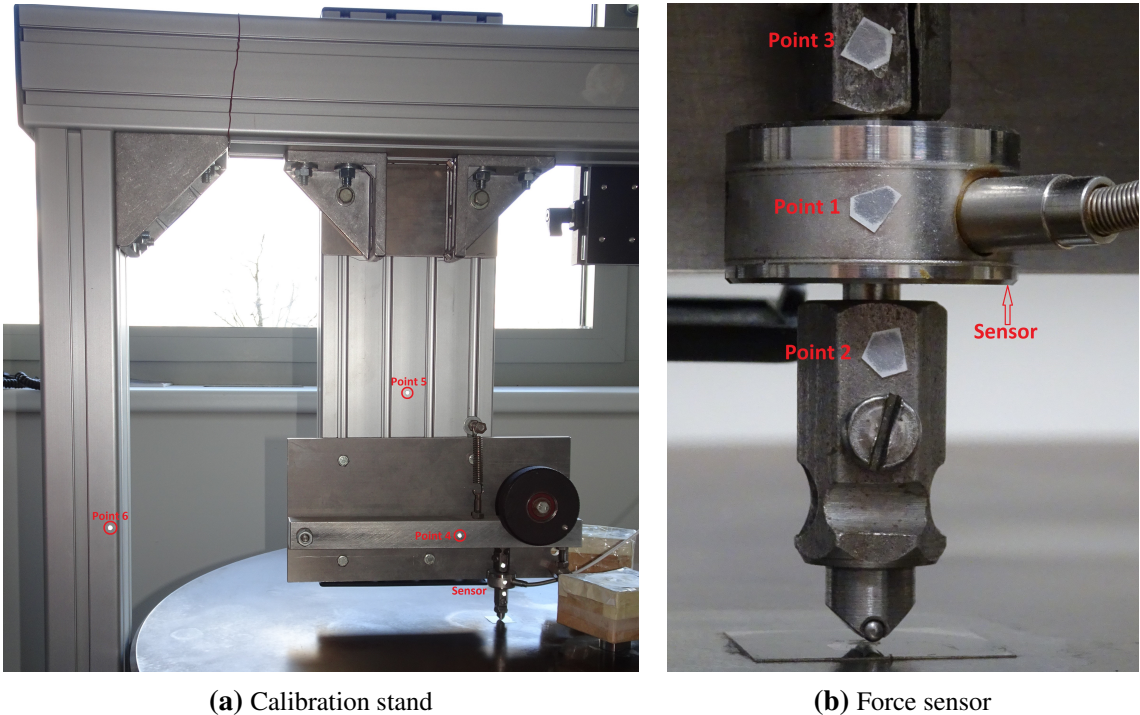 Point 5
Point 6
Point 4
Sensor
Point 3
Point 1
Sensor
Point 2
(a) Calibration stand
(b) Force sensor